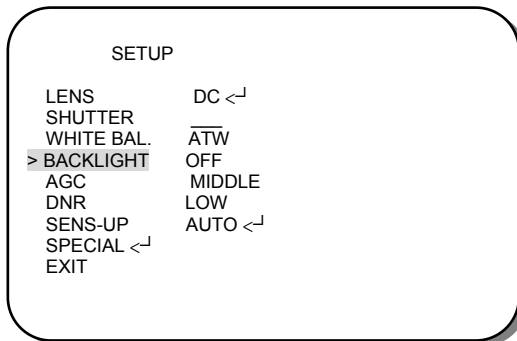 SETUP
LENS DC ↵
SHUTTER ___
WHITE BAL. ATW
> BACKLIGHT OFF
AGC MIDDLE
DNR LOW
SENS-UP AUTO ↵
SPECIAL ↵
EXIT